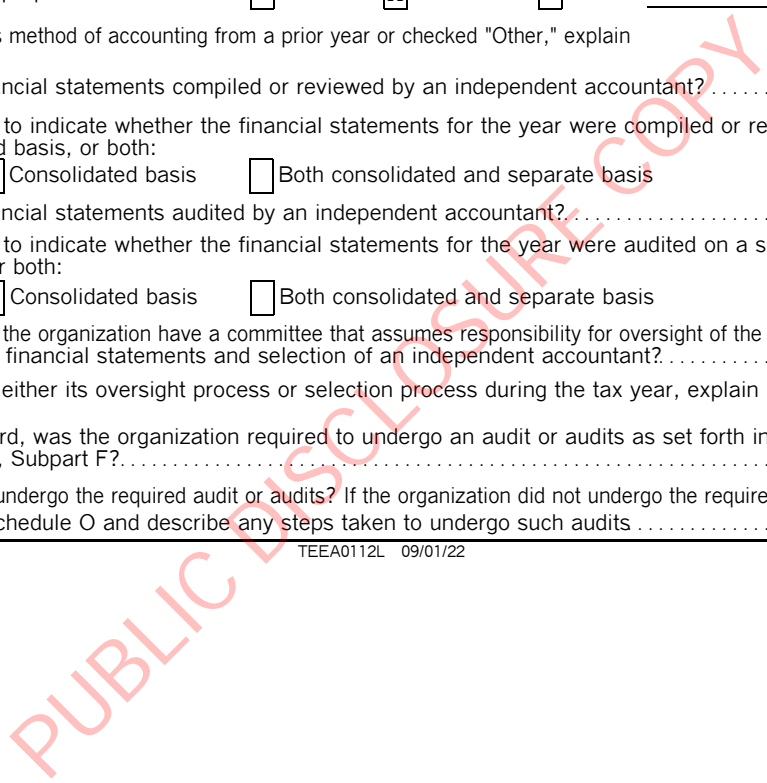 s method of accounting from a prior year or checked "Other," explain
ncial statements compiled or reviewed by an independent accountant? . . . . . .
to indicate whether the financial statements for the year were compiled or re
d basis, or both:
Consolidated basis Both consolidated and separate basis
ncial statements audited by an independent accountant?. . . . . . . . . . . . . . . . . . . .
to indicate whether the financial statements for the year were audited on a s
r both:
Consolidated basis Both consolidated and separate basis
the organization have a committee that assumes responsibility for oversight of the
financial statements and selection of an independent accountant?. . . . . . . . . . .
either its oversight process or selection process during the tax year, explain
rd, was the organization required to undergo an audit or audits as set forth in
, Subpart F?. . . . . . . . . . . . . . . . . . . . . . . . . . . . . . . . . . . . . . . . . . . . . . . . . . . . . . .
undergo the required audit or audits? If the organization did not undergo the require
chedule O and describe any steps taken to undergo such audits . . . . . . . . . . . .
TEEA0112L 09/01/22
PUBLIC DISCLOSURE COPY